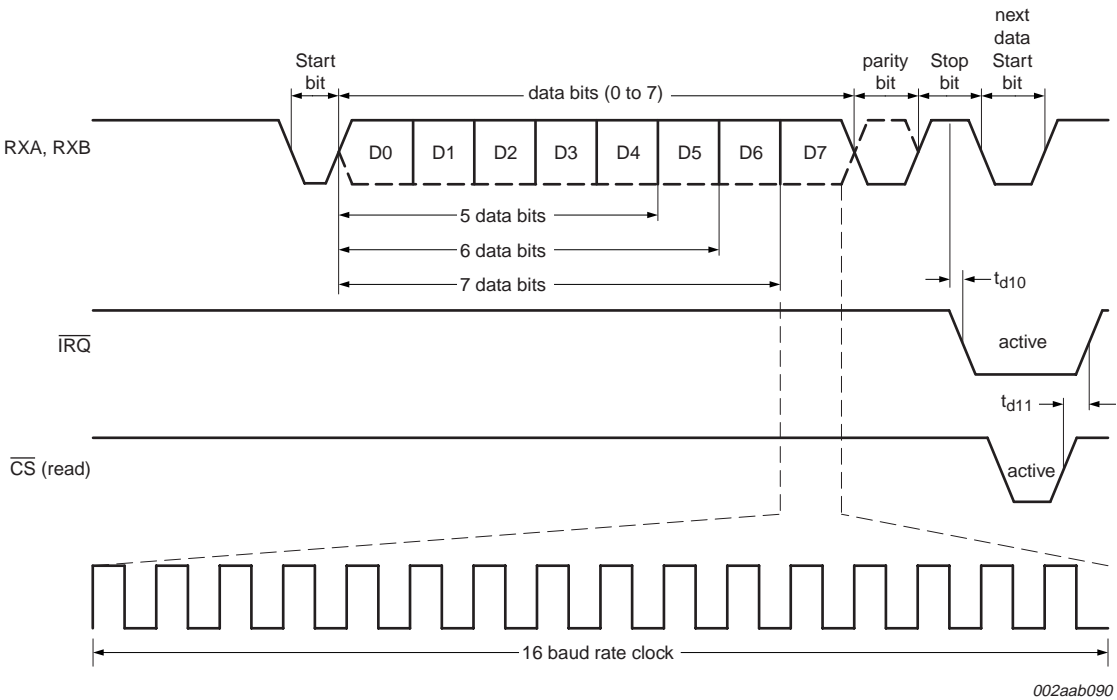 next
data
Start
bit
Start
bit
parity
bit
Stop
bit
data bits (0 to 7)
RXA, RXB
D0 D1 D2 D3 D4 D5 D6 D7
5 data bits
6 data bits
7 data bits
td10
IRQ
active
td11
CS (read)
active
16 baud rate clock
002aab090